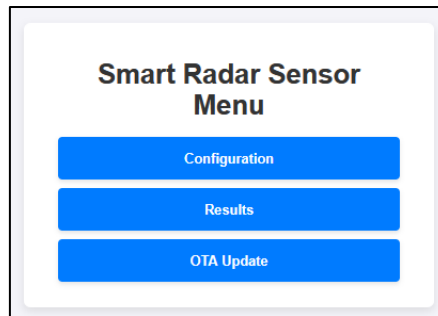 Smart Radar Sensor
Menu
Configuration
Results
OTA Update